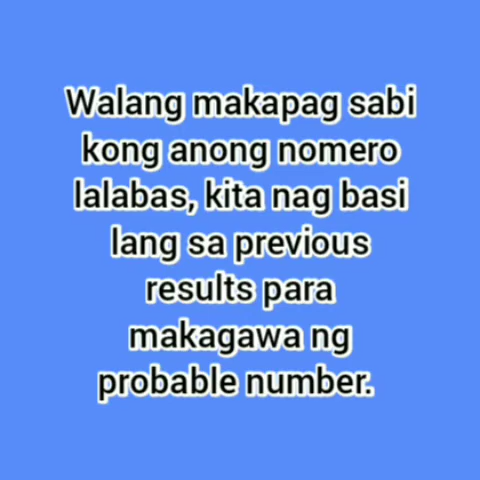 Walang makapag sabi
kong anong nomero
lalabas, kita nag basi
lang sa previous
results para
makagawa ng
probable number.